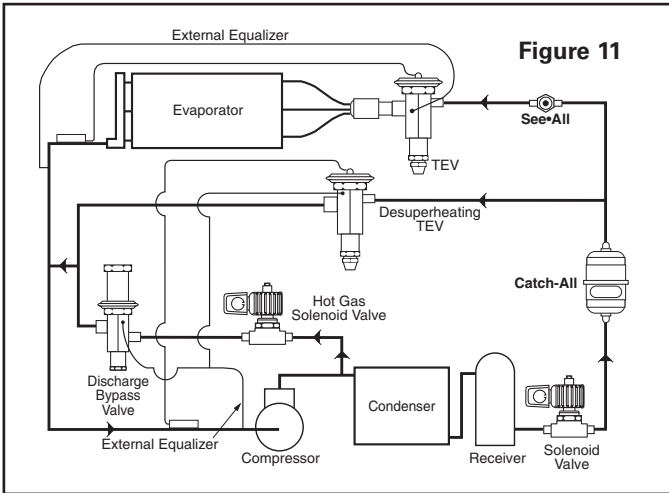 External Equalizer
Figure 11
Evaporator
See•All
TEV
Desuperheating
TEV
Catch-All
Hot Gas
Solenoid Valve
Discharge
Bypass
Valve
Condenser
External Equalizer
Compressor
Receiver
Solenoid
Valve